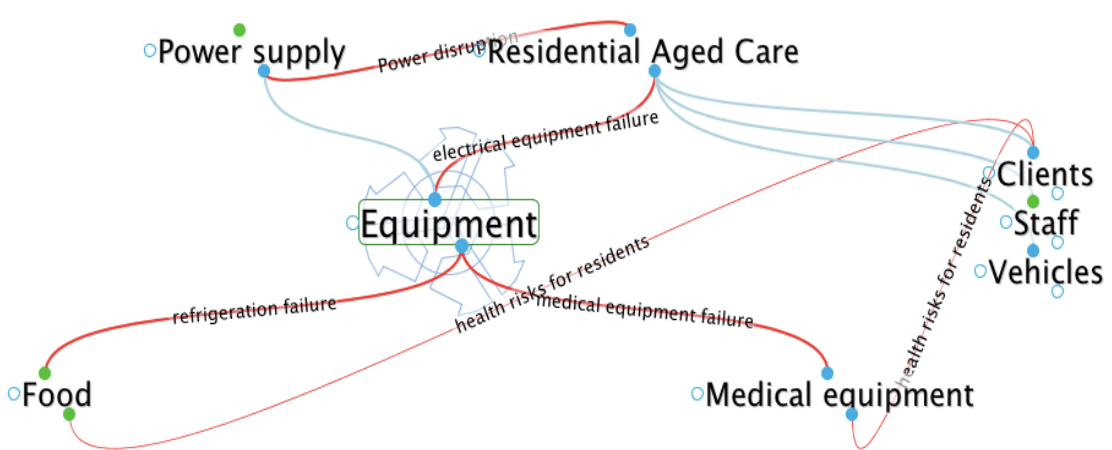 Power supply
Power disruption
Residential Aged Care
electrical equipment failure
Clients
Equipment
Staff
health risks for residents
health risks for residents
Vehicles
refrigeration failure
medical equipment failure
Food
Medical equipment